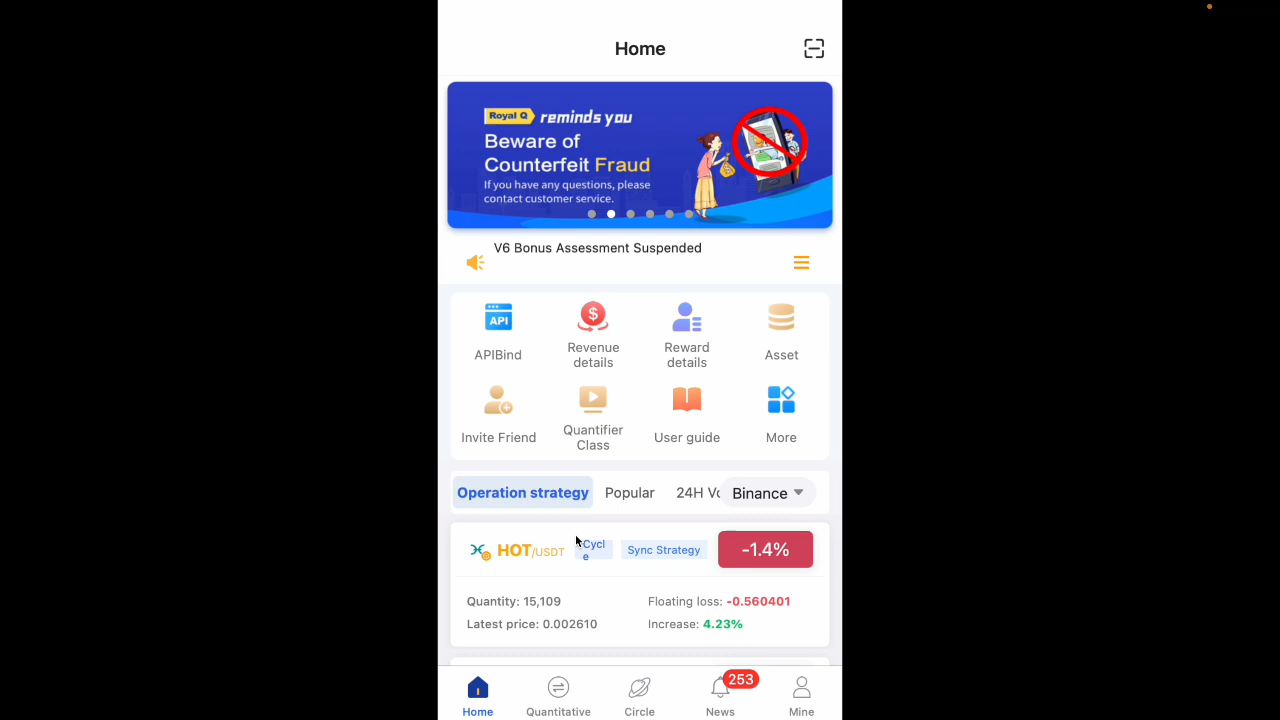 Home
Royal Q reminds you
Beware of
Counterfeit Fraud
If you have any questions, please
contact customer service.
V6 Bonus Assessment Suspended
API
APIBind
$
Revenue
details
Reward
details
Asset
Invite Friend
Quantifier
Class
User guide
More
Operation strategy
Popular
24H Vo
Binance
HOT/USDT
Cycl
e
Sync Strategy
-1.4%
Quantity: 15,109
Floating loss: -0.560401
Latest price: 0.002610
Increase: 4.23%
253
Home
Quantitative
Circle
News
Mine